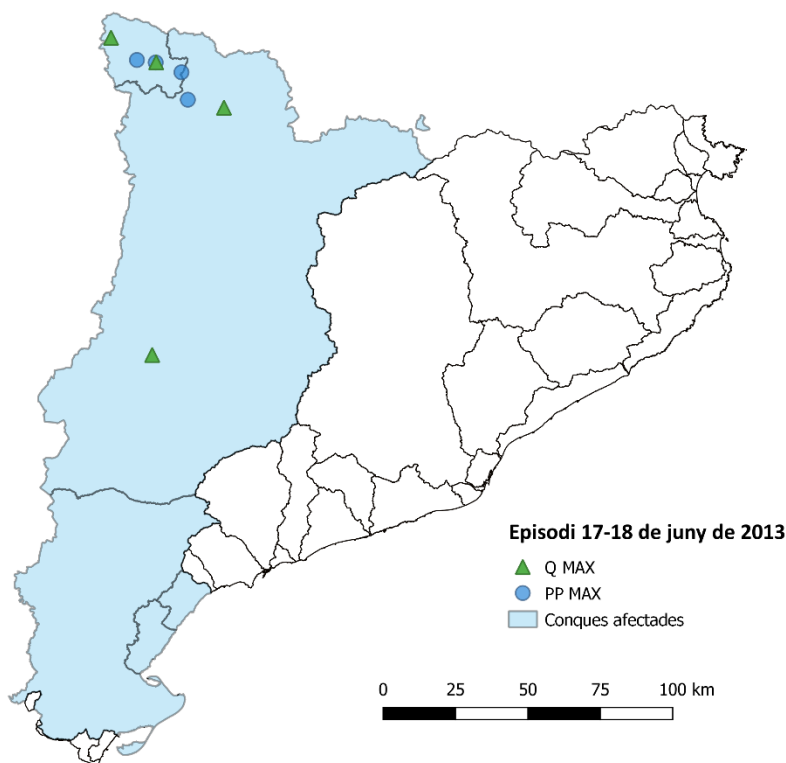 Episodi 17-18 de juny de 2013
Q MAX
PP MAX
Conques afectades
0 25 50 75 100 km